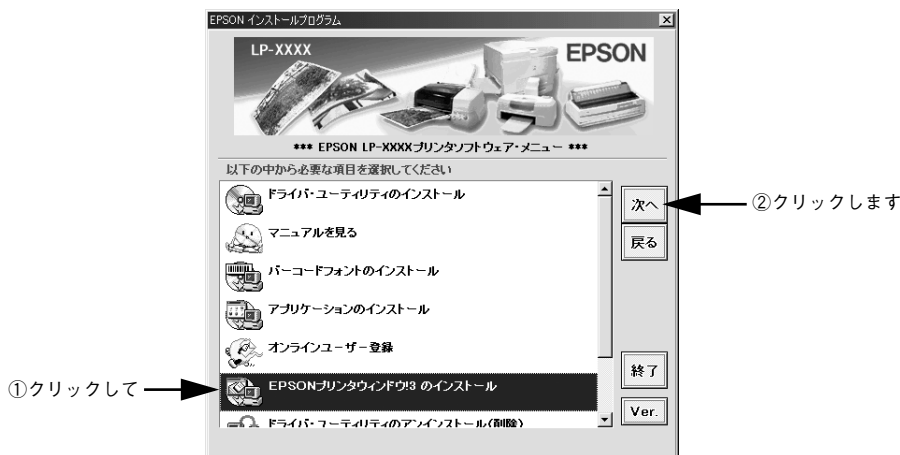 EPSON インストールプログラム
LP-XXXX
EPSON
*** EPSON LP-XXXXプリンタソフトウェア・メニュー ***
以下の中から必要な項目を選択してください
ドライバ・ユーティリティのインストール
次へ
②クリックします
マニュアルを見る
戻る
バーコードフォントのインストール
アプリケーションのインストール
オンラインユーザー登録
①クリックして
EPSONプリンタウィンドウ!3 のインストール
終了
ドライバ・ユーティリティのアンインストール(削除)
Ver.